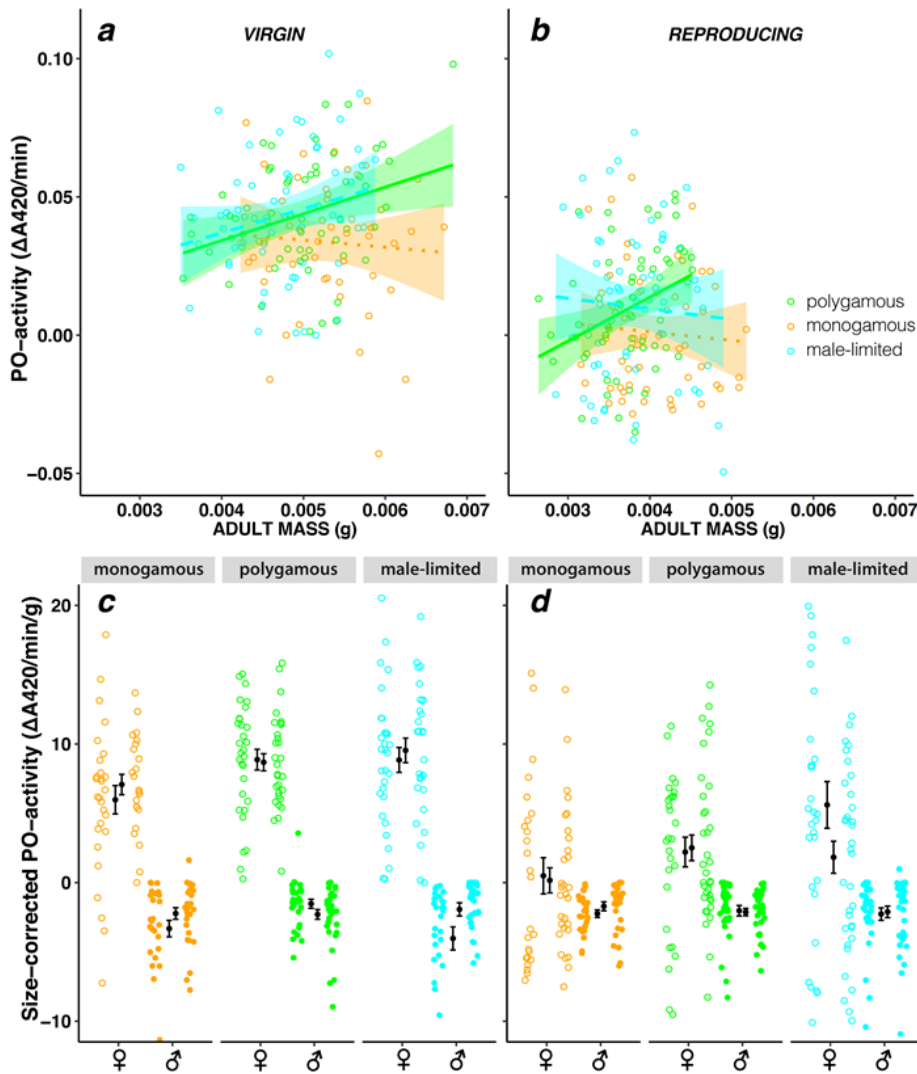 a VIRGIN
b REPRODUCING
PO−activity (ΔA420/min)
0.10
0.05
0.00
−0.05
polygamous
monogamous
male-limited
0.003 0.004 0.005 0.006 0.007
0.003 0.004 0.005 0.006 0.007
ADULT MASS (g)
ADULT MASS (g)
monogamous polygamous male-limited
monogamous polygamous male-limited
c
d
Size−corrected PO−activity (ΔA420/min/g)
20
10
0
−10
♀ ♂ ♀ ♂ ♀ ♂
♀ ♂ ♀ ♂ ♀ ♂